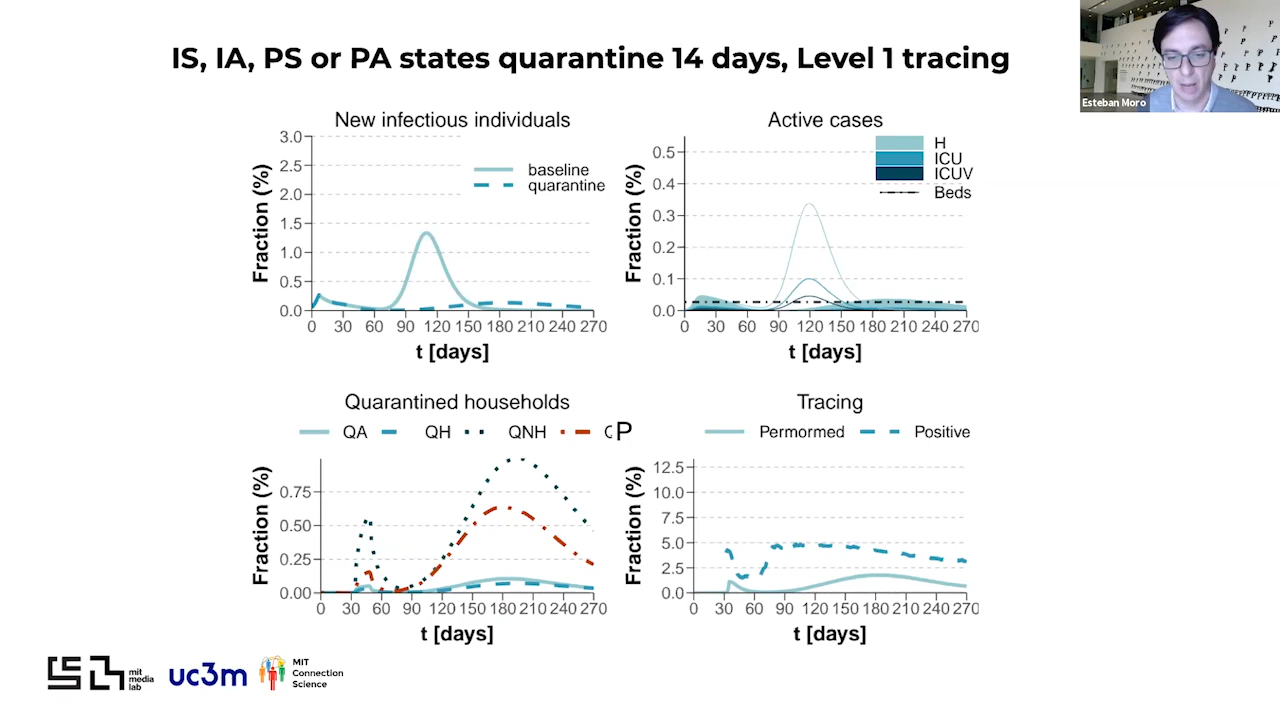 IS, IA, PS or PA states quarantine 14 days, Level 1 tracing
Esteban Moro
New infectious individuals
Fraction (%)
3.0
2.5
2.0
1.5
1.0
0.5
0.0
baseline
quarantine
0 30 60 90 120 150 180 210 240 270
t [days]
Active cases
Fraction (%)
0.5
0.4
0.3
0.2
0.1
0.0
H
ICU
ICUV
Beds
0 30 60 90 120 150 180 210 240 270
t [days]
Quarantined households
QA QH QNH QP
Fraction (%)
0.75
0.50
0.25
0.00
0 30 60 90 120 150 180 210 240 270
t [days]
Tracing
Permormed Positive
Fraction (%)
12.5
10.0
7.5
5.0
2.5
0.0
0 30 60 90 120 150 180 210 240 270
t [days]
mit
media
lab
uc3m
MIT
Connection
Science